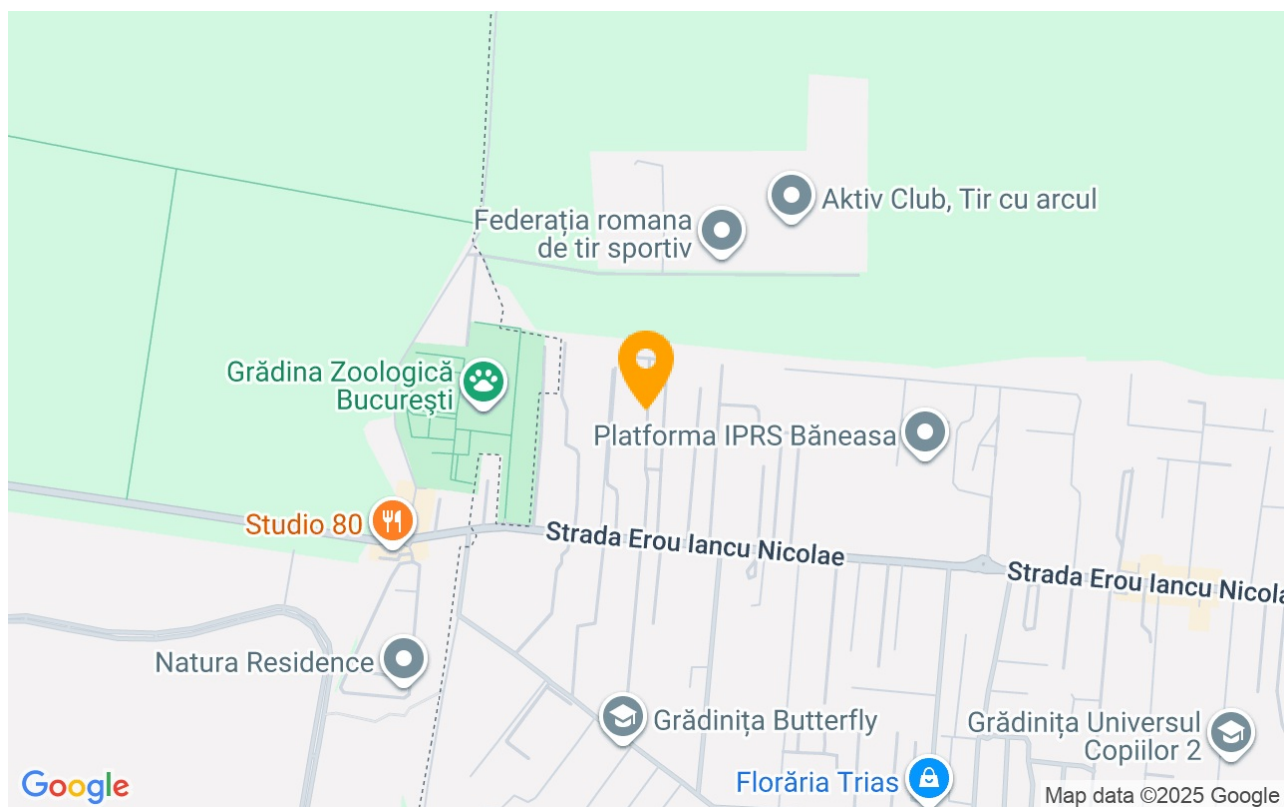 Aktiv Club, Tir cu arcul
Federația romana
de tir sportiv
Grădina Zoologică
București
Platforma IPRS Băneasa
Studio 80
Strada Erou Iancu Nicolae
Strada Erou Iancu Nicola
Natura Residence
Grădinița Butterfly
Grădinița Universul
Copiilor 2
Florăria Trias
Google
Map data ©2025 Google